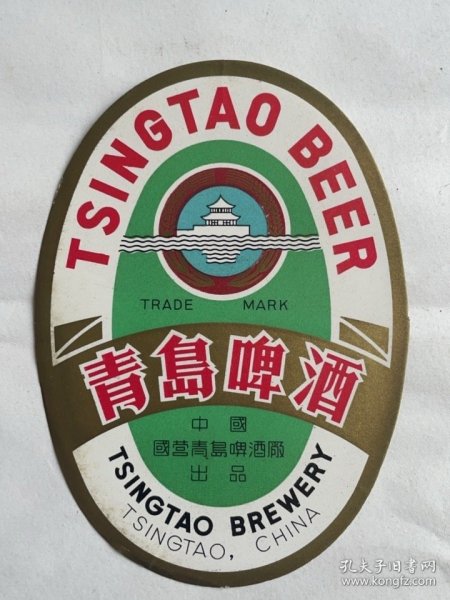 TSINGTAO BEER
TRADE MARK
青島啤酒
中國
國营青島啤酒廠
出品
TSINGTAO BREWERY
TSINGTAO, CHINA
孔夫子旧书网
www.kongfz.com